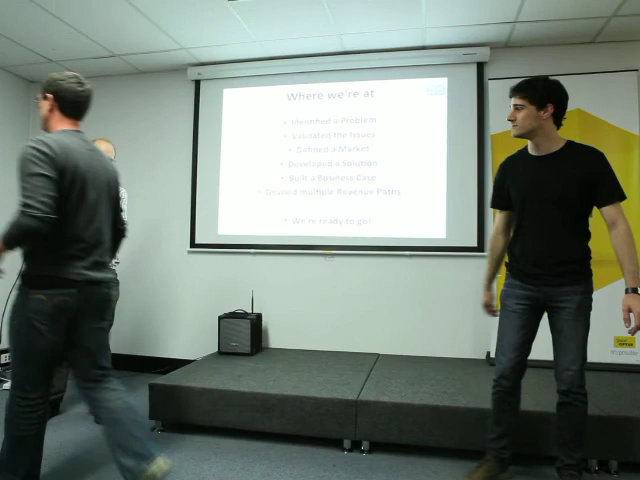 Where we're at
• Identified a Problem
• Validated the Issues
• Defined a Market
• Developed a Solution
• Built a Business Case
• Devised multiple Revenue Paths
• We're ready to go!